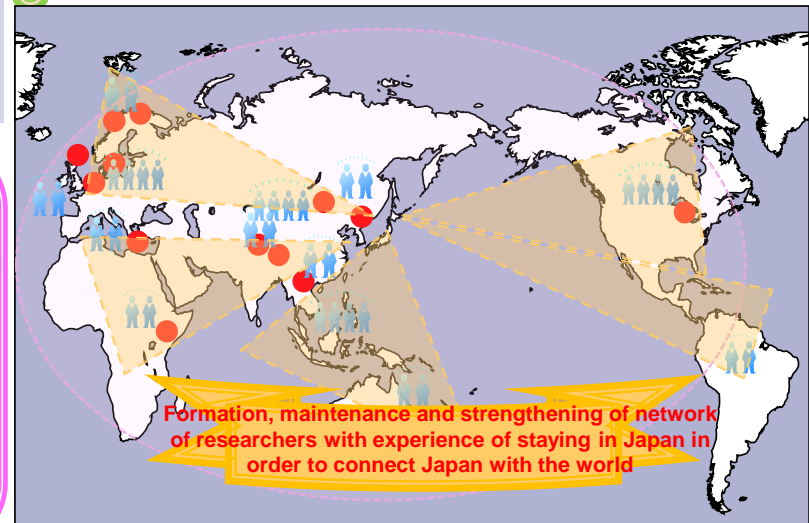 Formation, maintenance and strengthening of network
of researchers with experience of staying in Japan in
order to connect Japan with the world